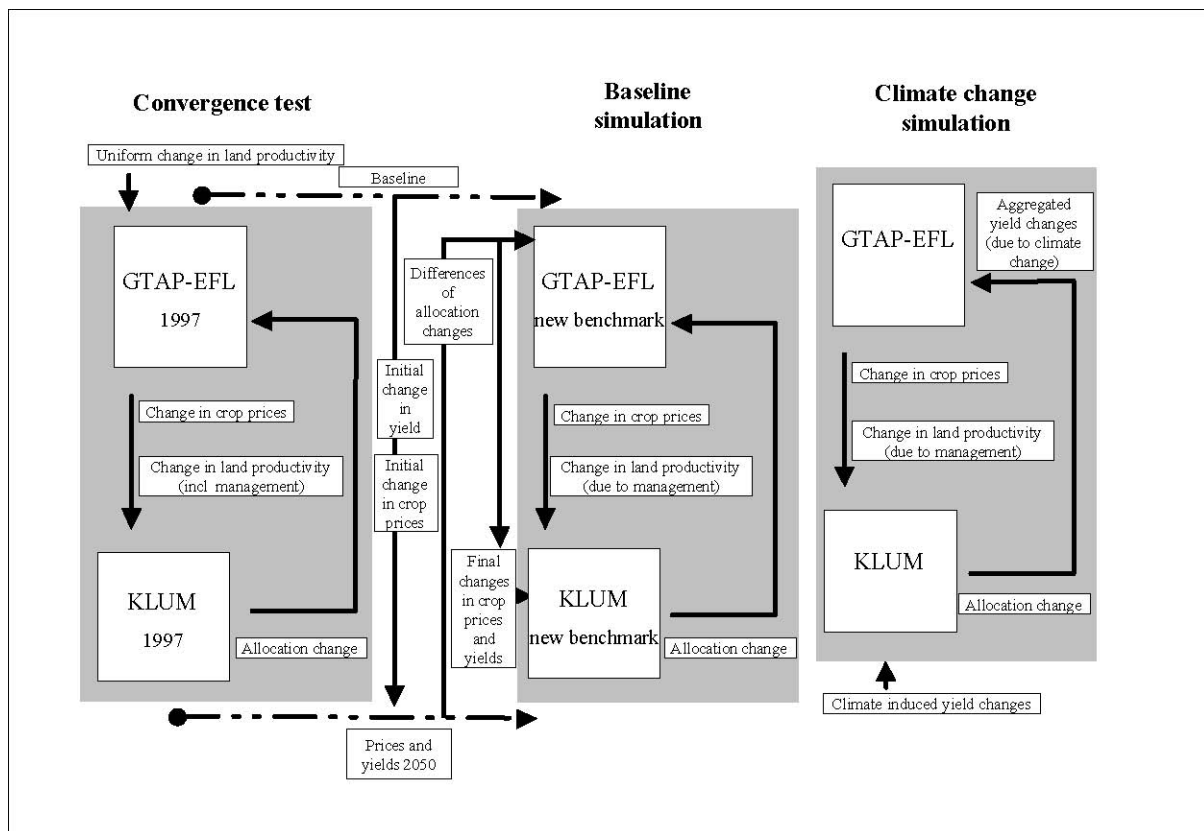 Convergence test
Uniform change in land productivity
GTAP-EFL
1997
Change in crop prices
Change in land productivity
(incl management)
KLUM
1997
Allocation change
Baseline
Initial
change
in
yield
Initial
change
in crop
prices
Differences
of
allocation
changes
Final
changes
in crop
prices
and
yields
Prices and
yields 2050
Baseline
simulation
GTAP-EFL
new benchmark
Change in crop prices
Change in land productivity
(due to management)
KLUM
new benchmark
Allocation change
Climate change
simulation
GTAP-EFL
Aggregated
yield changes
(due to climate
change)
Change in crop prices
Change in land productivity
(due to management)
KLUM
Allocation change
Climate induced yield changes